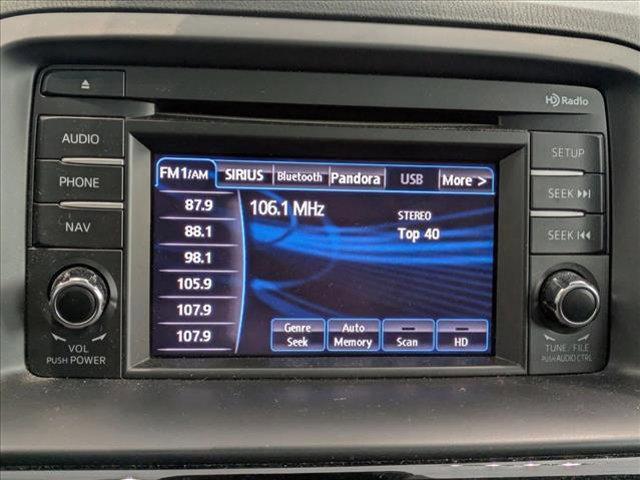 HD Radio
AUDIO
PHONE
NAV
VOL
PUSH POWER
FM1/AM SIRIUS Bluetooth Pandora USB More >
87.9
88.1
98.1
105.9
107.9
107.9
106.1 MHz
STEREO
Top 40
Genre
Seek
Auto
Memory
Scan
HD
SETUP
SEEK
SEEK
TUNE / FILE
PUSH AUDIO CTRL